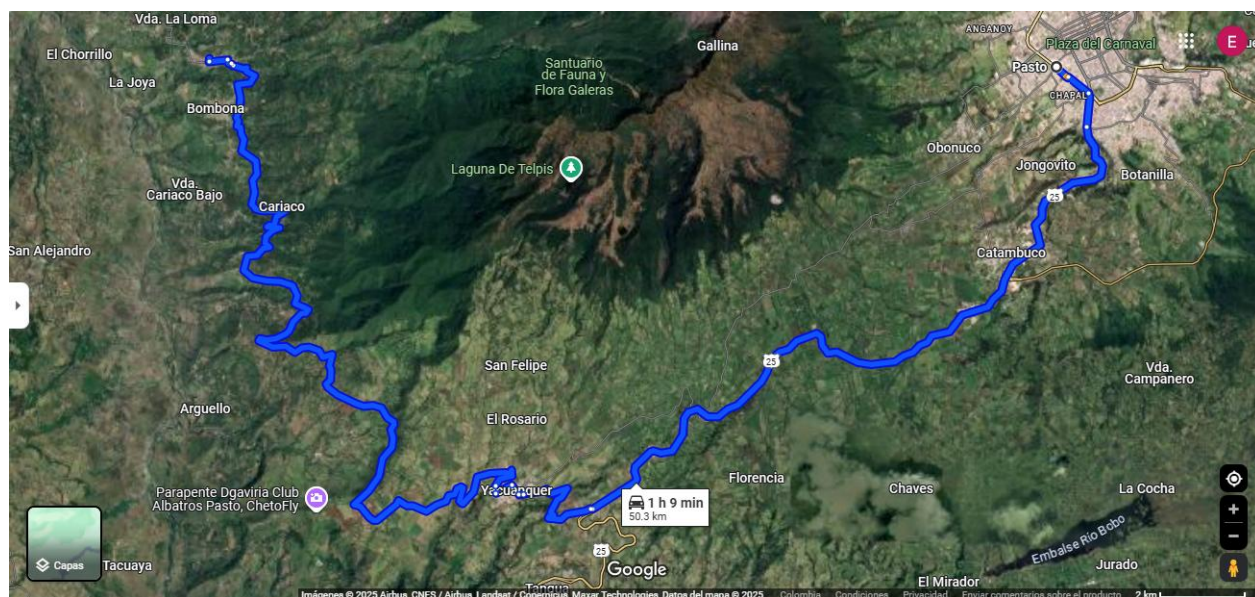 Vda. La Loma
El Chorrillo
La Joya
Bombona
Vda.
Cariaco Bajo
Cariaco
San Alejandro
Gallina
Santuario
de Fauna y
Flora Galeras
Laguna De Telpis
ANGANOY
Plaza del Carnaval
E
Pasto
CHAPAL
Obonuco
Jongovito
Botanilla
25
Catambuco
25
San Felipe
Arguello
El Rosario
Vda.
Campanero
Parapente Dgaviria Club
Albatros Pasto, ChetoFly
Yacuanquer
1 h 9 min
50.3 km
Florencia
Chaves
La Cocha
Embalse Río Bobo
Capas
Tacuaya
25
Google
Tangua
El Mirador
Jurado
Imágenes © 2025 Airbus, CNES / Airbus, Landsat / Copernicus, Maxar Technologies, Datos del mapa © 2025 Colombia Condiciones Privacidad Enviar comentarios sobre el producto 2 km